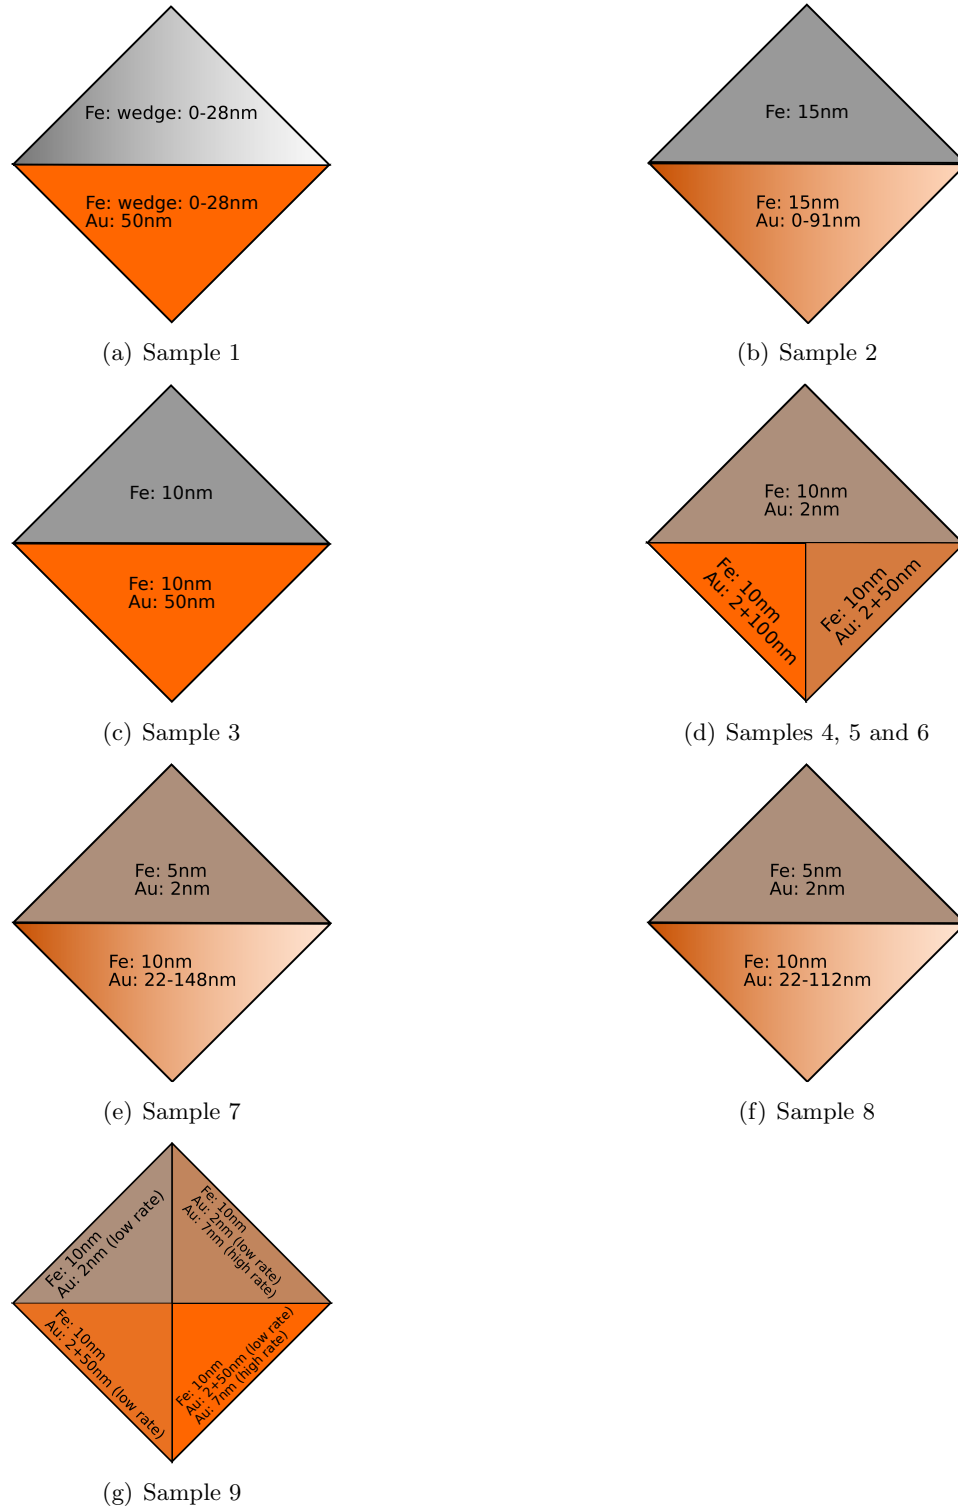 Fe: wedge: 0-28nm
Fe: wedge: 0-28nm
Au: 50nm
(a) Sample 1
Fe: 15nm
Fe: 15nm
Au: 0-91nm
(b) Sample 2
Fe: 10nm
Fe: 10nm
Au: 50nm
(c) Sample 3
Fe: 10nm
Au: 2nm
Fe: 10nm
Au: 2+100nm
Fe: 10nm
Au: 2+50nm
(d) Samples 4, 5 and 6
Fe: 5nm
Au: 2nm
Fe: 10nm
Au: 22-148nm
(e) Sample 7
Fe: 5nm
Au: 2nm
Fe: 10nm
Au: 22-112nm
(f) Sample 8
Fe: 10nm
Au: 2nm (low rate)
Fe: 10nm
Au: 2nm (low rate)
Au: 7nm (high rate)
Fe: 10nm
Au: 2+50nm (low rate)
Fe: 10nm
Au: 2+50nm (low rate)
Au: 7nm (high rate)
(g) Sample 9